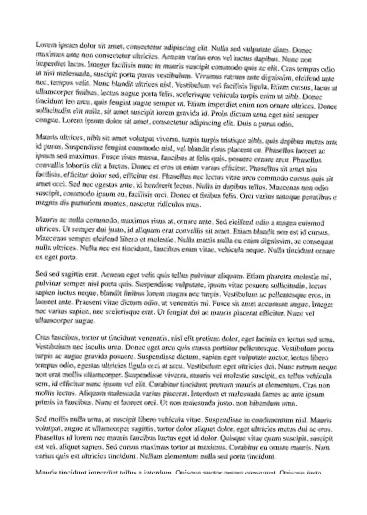 Lorem ipsum dolor sit amet, consectetur adipiscing elit. Nulla sed vulputate diam. Donec
maximus ante non consectetur ultricies. Aenean varius eros vel luctus dapibus. Nunc non
imperdiet lacus. Integer facilisis nunc in mauris suscipit commodo quis ac elit. Cras tempus odio
ut nisi malesuada, suscipit porta purus vestibulum. Vivamus rutrum ante dignissim, eleifend ante
nec, tempus velit. Nunc blandit ultrices nisl. Vestibulum vel facilisis ligula. Etiam cursus, lacus at
ullamcorper finibus, lectus augue porta felis, scelerisque vehicula turpis enim ut nibh. Donec
tincidunt leo arcu, quis feugiat augue semper ut. Etiam imperdiet enim non ornare ultrices. Donec
sollicitudin elit nulla, sit amet suscipit lorem gravida id. Proin dictum urna eget nisi semper
congue. Lorem ipsum dolor sit amet, consectetur adipiscing elit. Duis a purus odio.
Mauris ultrices, nibh sit amet volutpat viverra, turpis turpis tristique nibh, quis dapibus metus ante
id purus. Suspendisse feugiat commodo nisl, vel blandit risus placerat eu. Phasellus laoreet ac
ipsum sed maximus. Fusce risus massa, faucibus at felis quis, posuere ornare arcu. Phasellus
convallis lobortis elit a luctus. Donec et eros ut enim varius efficitur. Phasellus sit amet nisi
facilisis, efficitur dolor sed, efficitur est. Phasellus nec lectus vitae arcu commodo cursus quis sit
amet orci. Sed nec egestas ante, id hendrerit lectus. Nulla in dapibus tellus. Maecenas non odio
suscipit, commodo ipsum eu, facilisis orci. Donec et finibus felis. Orci varius natoque penatibus et
magnis dis parturient montes, nascetur ridiculus mus.
Mauris ac nulla commodo, maximus risus at, ornare ante. Sed eleifend odio a magna euismod
ultrices. Ut semper dui justo, id aliquam erat convallis sit amet. Etiam blandit non est id cursus.
Maecenas semper eleifend libero et molestie. Nulla mattis nulla eu enim dignissim, ac consequat
nulla ultrices. Nulla nec est tincidunt, faucibus enim vitae, vehicula neque. Nulla tincidunt ornare
ex eget porta.
Sed sed sagittis erat. Aenean eget velit quis tellus pulvinar aliquam. Etiam pharetra molestie mi,
pulvinar semper nisl porta quis. Suspendisse vulputate, ipsum vitae posuere sollicitudin, lectus
sapien luctus neque, blandit finibus lorem magna nec turpis. Vestibulum ac pellentesque eros, in
laoreet ante. Praesent vitae dictum odio, ut venenatis mi. Fusce sit amet accumsan augue. Integer
nec varius sapien, nec scelerisque erat. Ut feugiat dui ac mauris placerat efficitur. Nunc vel
ullamcorper augue.
Cras faucibus, tortor ut tincidunt venenatis, nisl elit pretium dolor, eget lacinia ex lectus sed urna.
Vestibulum nec iaculis urna. Donec eget arcu quis massa porttitor pellentesque. Vestibulum porta
turpis ac augue gravida posuere. Suspendisse dictum, sapien eget vulputate auctor, lectus libero
tempus odio, egestas ultricies ligula orci at arcu. Vestibulum eget ultricies dui. Nunc rutrum neque
non erat mollis ullamcorper. Suspendisse viverra, mauris vel molestie suscipit, ex tellus vehicula
sem, id efficitur nunc ipsum vel elit. Curabitur tincidunt pretium mauris at elementum. Cras non
mollis lectus. Aliquam malesuada varius placerat. Interdum et malesuada fames ac ante ipsum
primis in faucibus. Nunc et laoreet orci. Ut non malesuada justo, non bibendum urna.
Sed mollis nulla urna, at suscipit libero vehicula vitae. Suspendisse in condimentum nisl. Mauris
volutpat, augue at ullamcorper sagittis, tortor dolor aliquet dolor, eget ultricies metus dui ac eros.
Phasellus id lorem nec mauris faucibus luctus eget id dolor. Quisque vitae quam suscipit, suscipit
est vel, aliquet sapien. Sed cursus maximus tortor at maximus. Curabitur eu ornare mauris. Nam
varius quis est ultricies tincidunt. Nullam elementum nulla sed porta tincidunt.
Mauris tincidunt imperdiet tellus a interdum. Quisque auctor neque consequat. Quisque justo